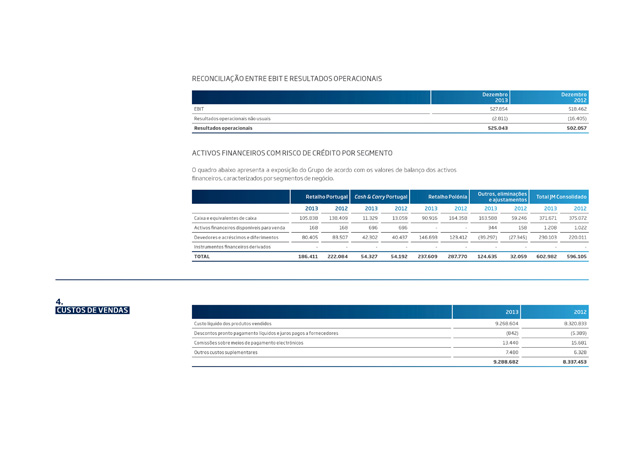 RECONCILIAÇÃO ENTRE EBIT E RESULTADOS OPERACIONAIS
Dezembro 2013 Dezembro 2012
EBIT 527.854 518.462
Resultados operacionais não usuais (2.811) (16.405)
Resultados operacionais 525.043 502.057
ACTIVOS FINANCEIROS COM RISCO DE CRÉDITO POR SEGMENTO
O quadro abaixo apresenta a exposição do Grupo de acordo com os valores de balanço dos activos
financeiros, caracterizados por segmentos de negócio.
Retalho Portugal Cash & Carry Portugal Retalho Polónia Outros, eliminações e ajustamentos Total JM Consolidado
2013 2012 2013 2012 2013 2012 2013 2012 2013 2012
Caixa e equivalentes de caixa 105.838 138.409 11.329 13.059 90.916 164.358 163.588 59.246 371.671 375.072
Activos financeiros disponíveis para venda 168 168 696 696 - - 344 158 1.208 1.022
Devedores e acréscimos e diferimentos 80.405 83.507 42.302 40.437 146.693 123.412 (39.297) (27.345) 230.103 220.011
Instrumentos financeiros derivados - - - - - - - - - -
TOTAL 186.411 222.084 54.327 54.192 237.609 287.770 124.635 32.059 602.982 596.105
4.
CUSTOS DE VENDAS
2013 2012
Custo líquido dos produtos vendidos 9.268.604 8.320.833
Descontos pronto pagamento líquidos e juros pagos a fornecedores (842) (5.389)
Comissões sobre meios de pagamento electrónicos 13.440 15.681
Outros custos suplementares 7.480 6.328
9.288.682 8.337.453